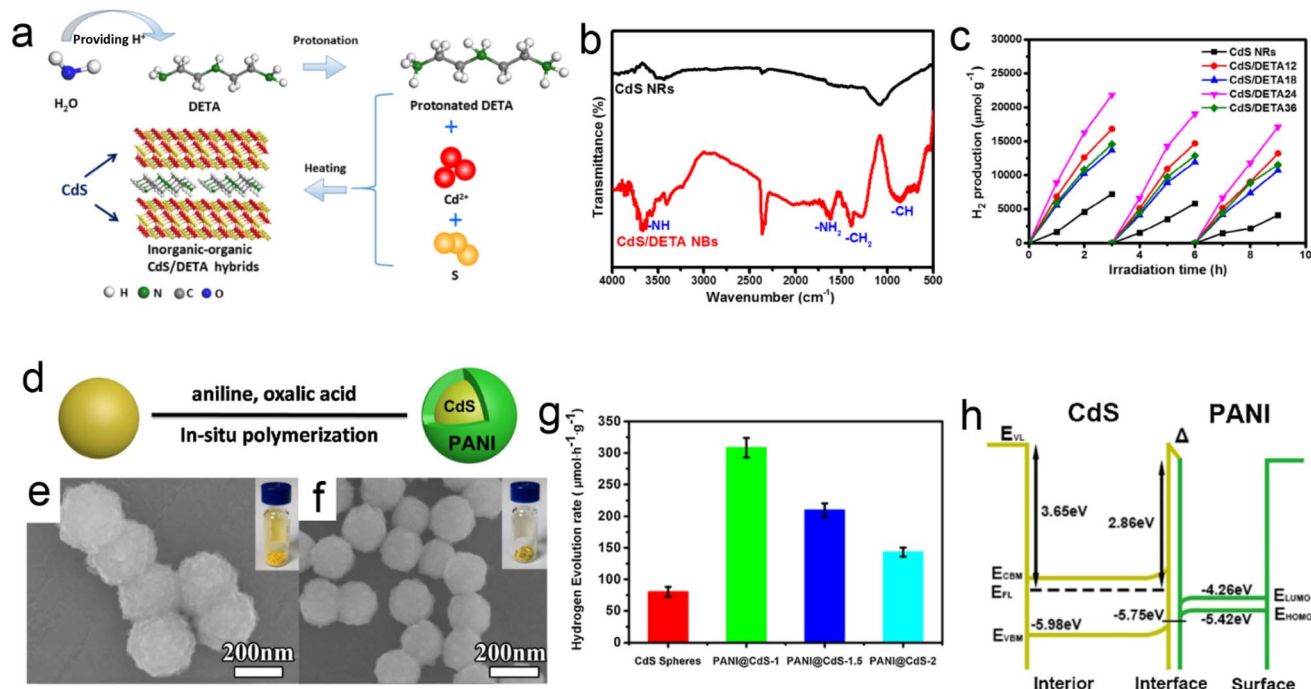 a
Providing H⁺
H₂O
DETA
Protonation
Protonated DETA
+
Cd²⁺
+
S
Heating
CdS
Inorganic-organic
CdS/DETA hybrids
H N C O
b
Transmittance (%)
CdS NRs
CdS/DETA NBs
-NH
-NH₂
-CH₂
-CH
4000 3500 3000 2500 2000 1500 1000 500
Wavenumber (cm⁻¹)
c
H₂ production (μmol g⁻¹)
30000
25000
20000
15000
10000
5000
0
CdS NRs
CdS/DETA12
CdS/DETA18
CdS/DETA24
CdS/DETA36
0 2 4 6 8 10
Irradiation time (h)
d
aniline, oxalic acid
In-situ polymerization
CdS
PANI
e
200nm
f
200nm
g
Hydrogen Evolution rate ( μmol·h⁻¹·g⁻¹)
350
300
250
200
150
100
50
0
CdS Spheres PANI@CdS-1 PANI@CdS-1.5 PANI@CdS-2
h
CdS PANI
EVL
Δ
3.65eV
2.86eV
ECBM
EFL
EVBM
-5.98eV
-5.75eV
-4.26eV
-5.42eV
ELUMO
EHOMO
Interior Interface Surface